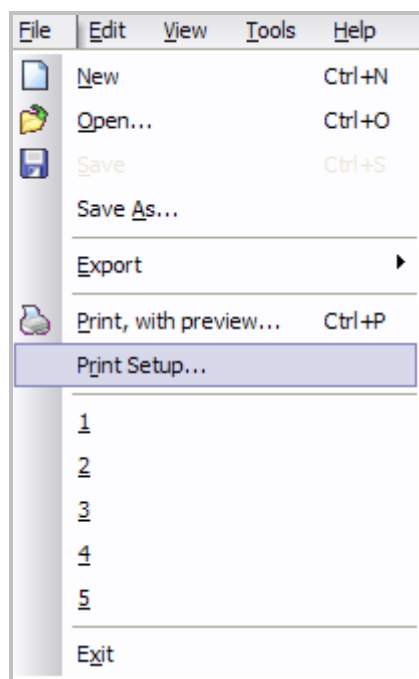 File Edit View Tools Help
New Ctrl+N
Open... Ctrl+O
Save Ctrl+S
Save As...
Export
Print, with preview... Ctrl+P
Print Setup...
1
2
3
4
5
Exit